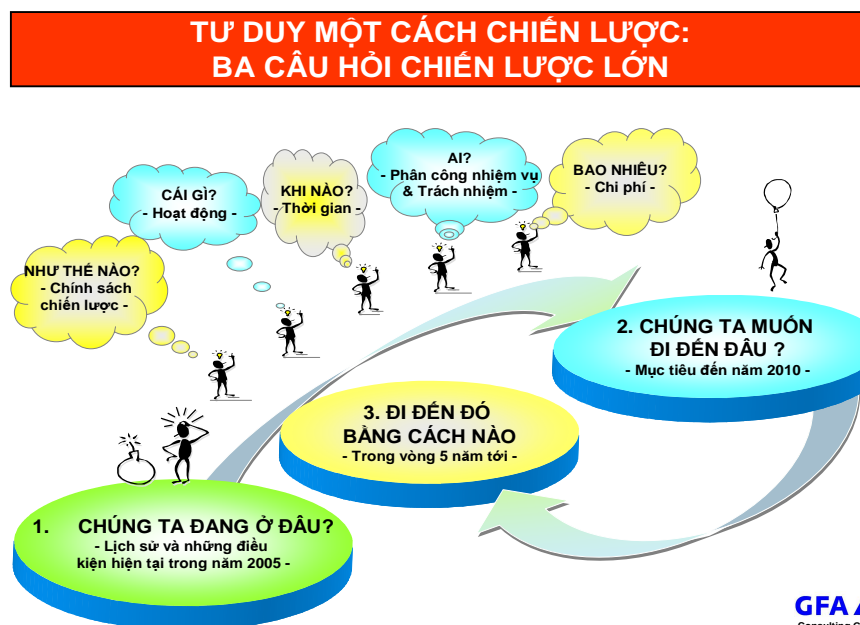 TƯ DUY MỘT CÁCH CHIẾN LƯỢC:
BA CÂU HỎI CHIẾN LƯỢC LỚN
NHƯ THẾ NÀO?
- Chính sách
chiến lược -
CÁI GÌ?
- Hoạt động -
KHI NÀO?
- Thời gian -
AI?
- Phân công nhiệm vụ
& Trách nhiệm -
BAO NHIÊU?
- Chi phí -
1. CHÚNG TA ĐANG Ở ĐÂU?
- Lịch sử và những điều
kiện hiện tại trong năm 2005 -
2. CHÚNG TA MUỐN
ĐI ĐẾN ĐÂU ?
- Mục tiêu đến năm 2010 -
3. ĐI ĐẾN ĐÓ
BẰNG CÁCH NÀO
- Trong vòng 5 năm tới -
GFA
Consulting